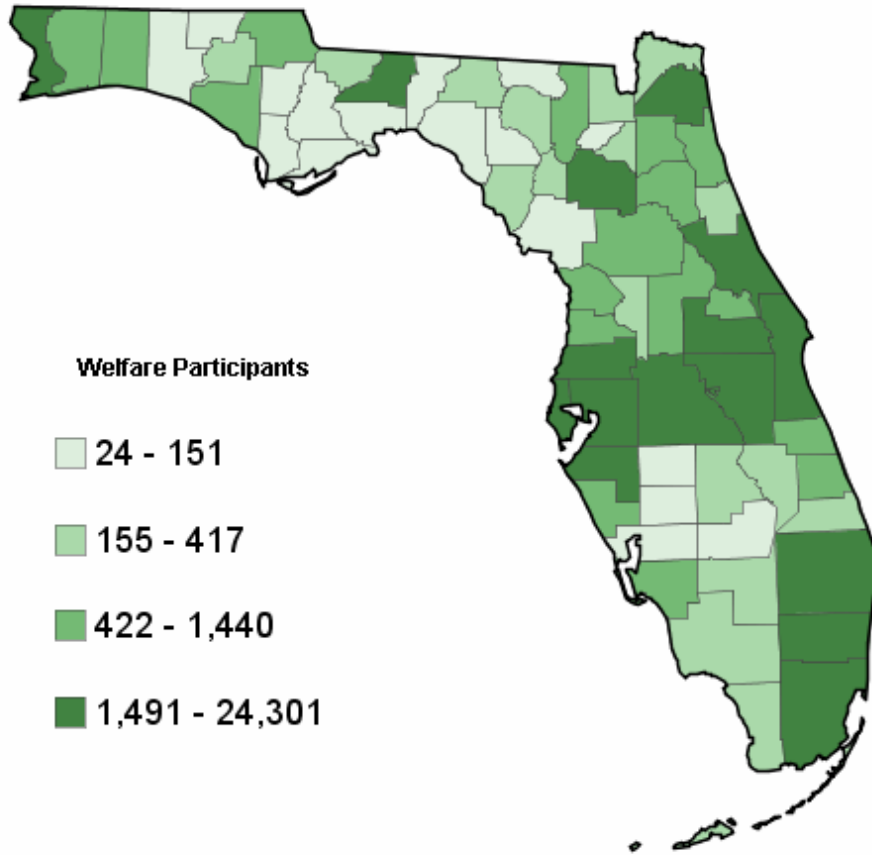 Welfare Participants
24 - 151
155 - 417
422 - 1,440
1,491 - 24,301